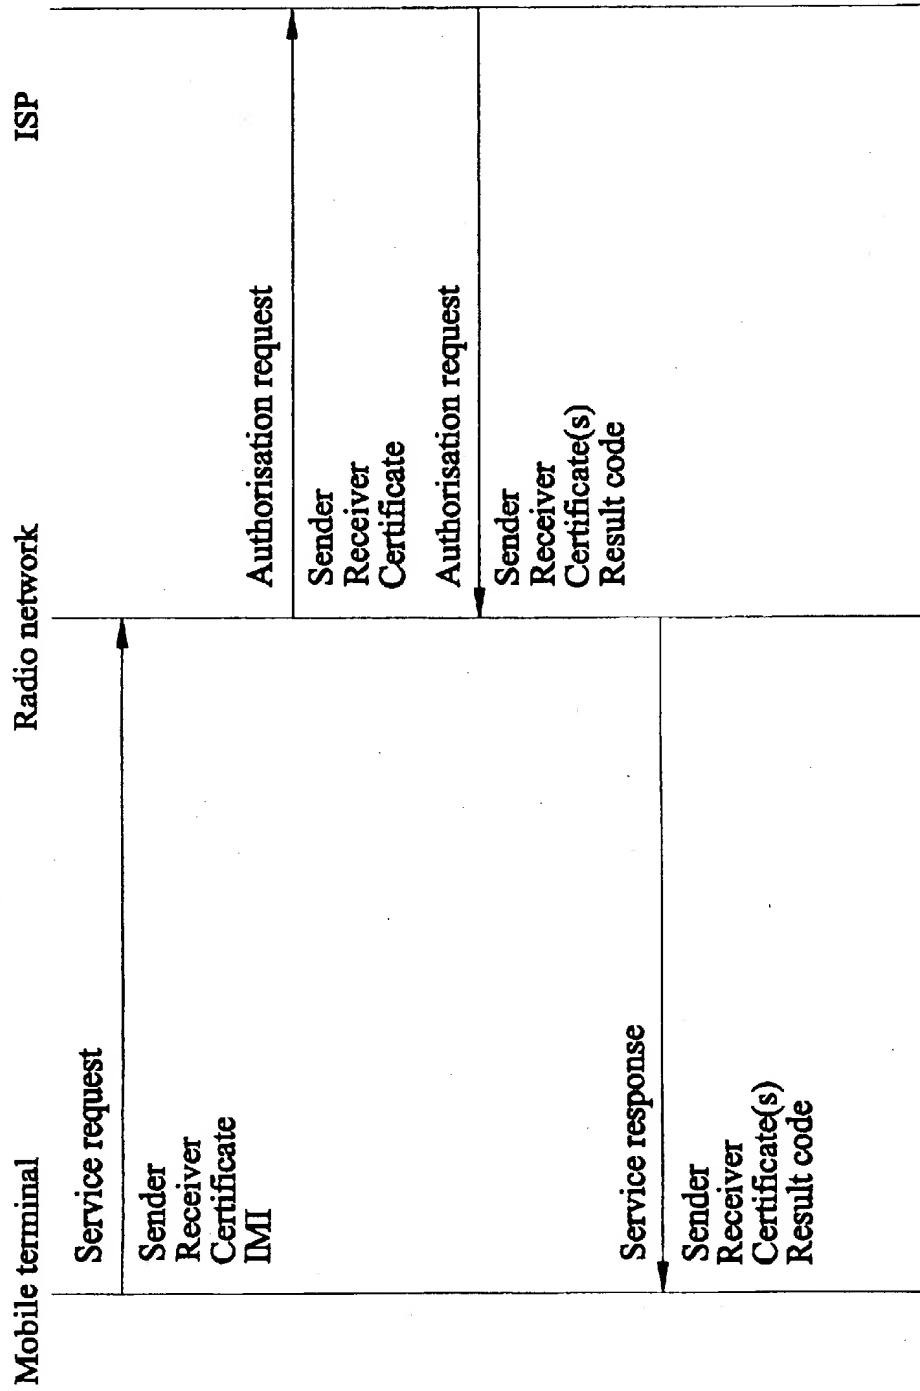 Mobile terminal
Radio network
ISP
Service request
Sender
Receiver
Certificate
IMI
Authorisation request
Sender
Receiver
Certificate
Authorisation request
Sender
Receiver
Certificate(s)
Result code
Service response
Sender
Receiver
Certificate(s)
Result code